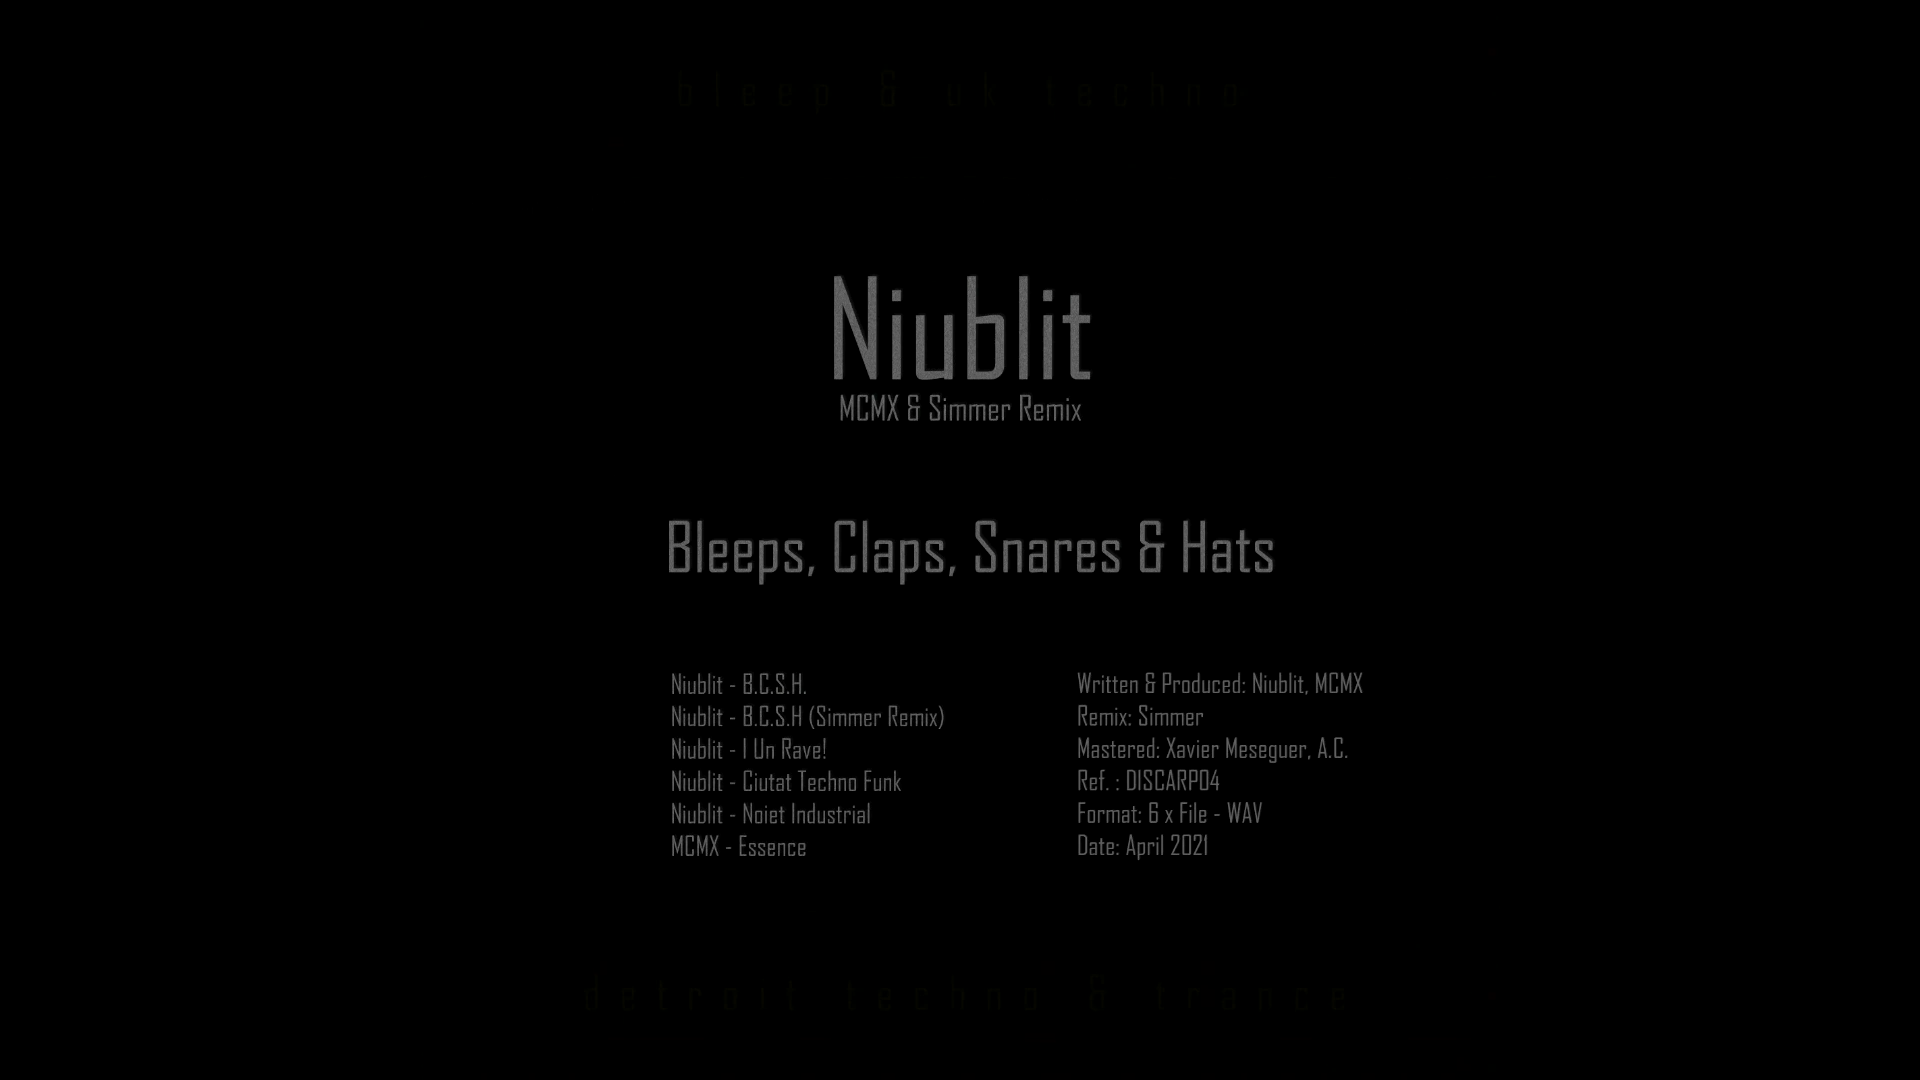 bleep & uk techno
Niublit
MCMX & Simmer Remix
Bleeps, Claps, Snares & Hats
Niublit - B.C.S.H.
Niublit - B.C.S.H (Simmer Remix)
Niublit - I Un Rave!
Niublit - Ciutat Techno Funk
Niublit - Noiet Industrial
MCMX - Essence
Written & Produced: Niublit, MCMX
Remix: Simmer
Mastered: Xavier Meseguer, A.C.
Ref. : DISCARP04
Format: 6 x File - WAV
Date: April 2021
detroit techno & trance